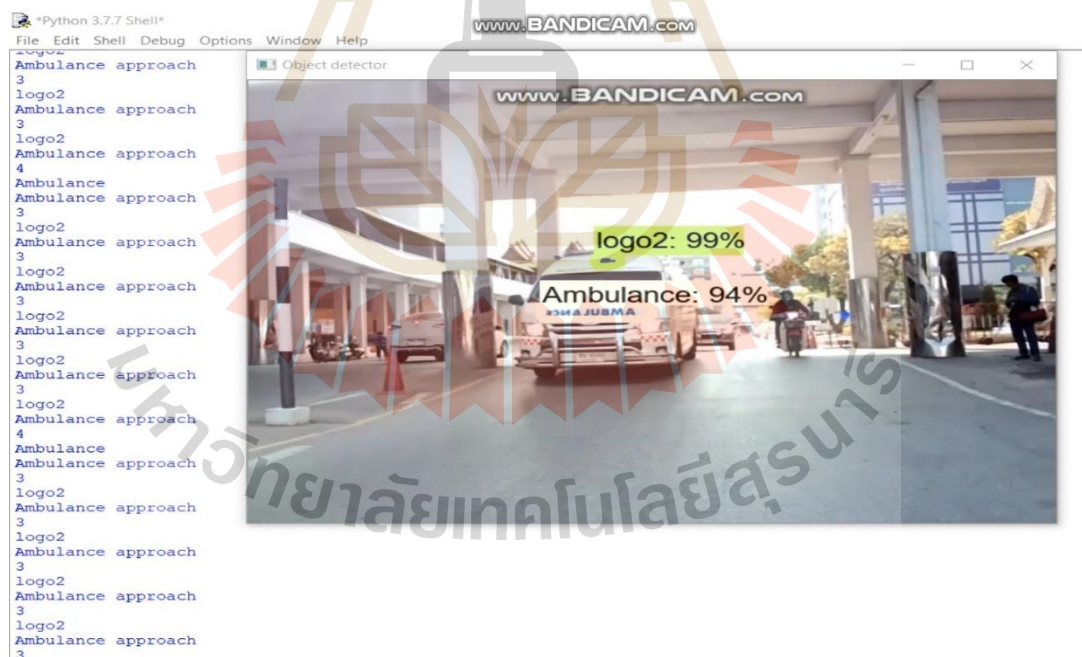 *Python 3.7.7 Shell*
www.BANDICAM.com
File Edit Shell Debug Options Window Help
logo2
Ambulance approach
3
logo2
Ambulance approach
3
logo2
Ambulance approach
4
Ambulance
Ambulance approach
3
logo2
Ambulance approach
3
logo2
Ambulance approach
3
logo2
Ambulance approach
3
logo2
Ambulance approach
3
logo2
Ambulance approach
4
Ambulance
Ambulance approach
3
logo2
Ambulance approach
3
logo2
Ambulance approach
3
logo2
Ambulance approach
3
logo2
Ambulance approach
3
Object detector
www.BANDICAM.com
logo2: 99%
Ambulance: 94%
AMBULANCE
มหาวิทยาลัยเทคโนโลยีสุรนารี